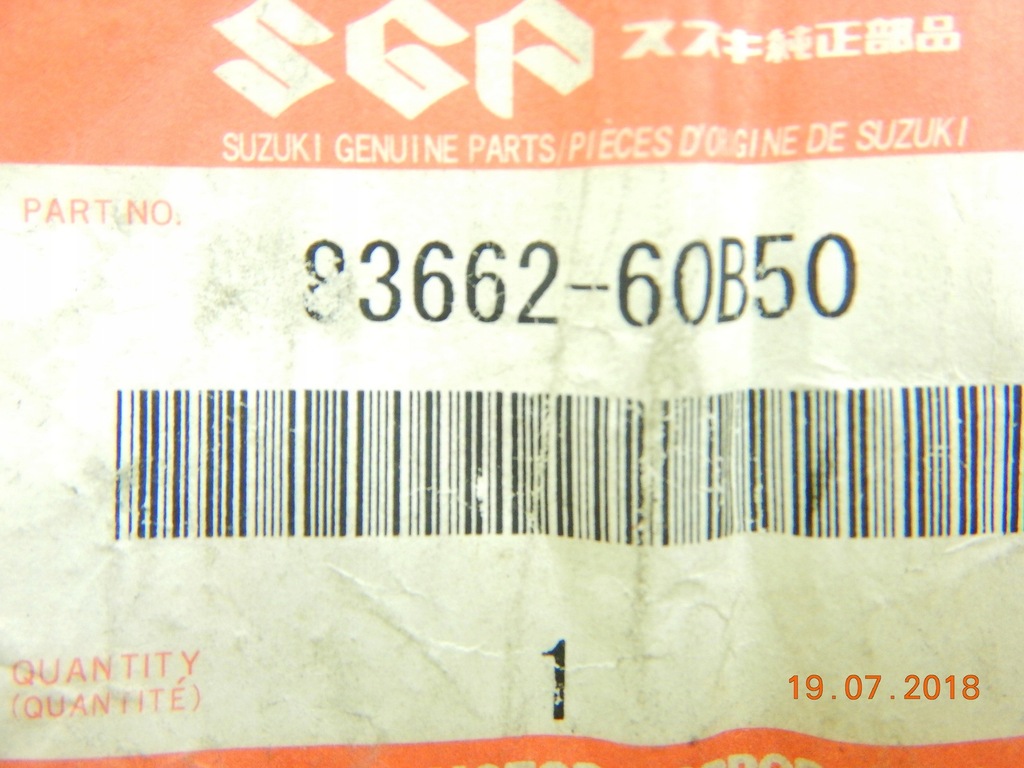 SGP スズキ純正部品
SUZUKI GENUINE PARTS/PIÈCES D'ORIGINE DE SUZUKI
PART NO.
83662-60B50
QUANTITY
(QUANTITÉ)
1
19.07.2018